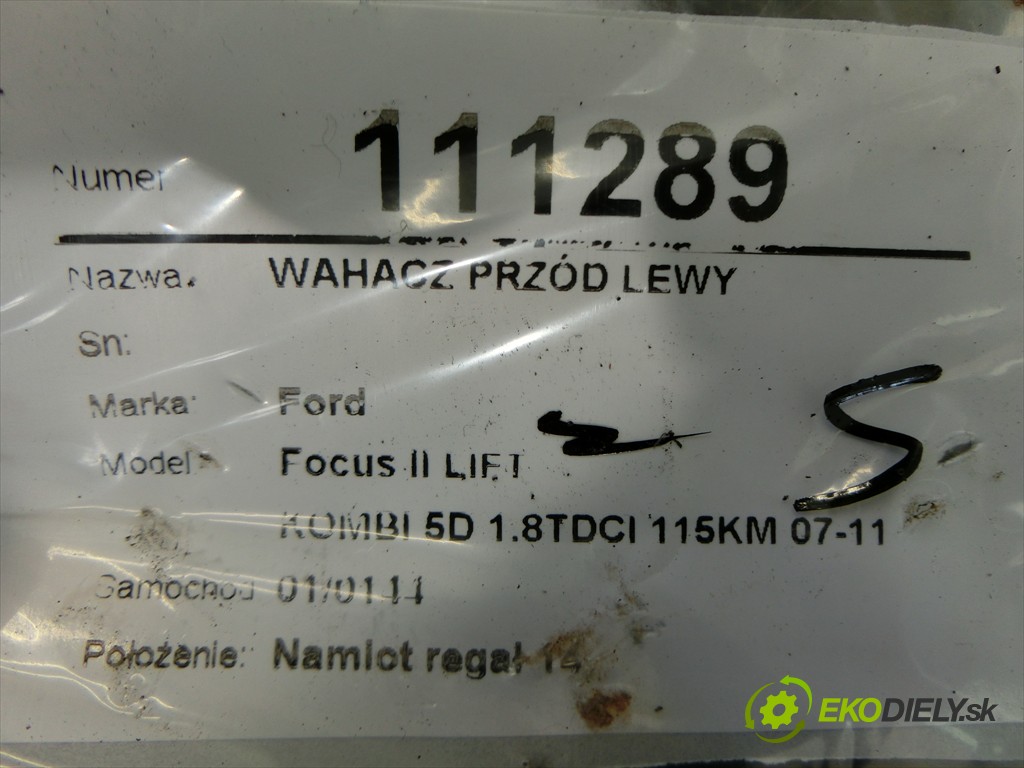 Numer 111289
Nazwa: WAHACZ PRZÓD LEWY
Sn:
Marka: Ford
Model Focus II LIFT
KOMBI 5D 1.8TDCI 115KM 07-11
S
Samochód 01/0144
Położenie: Namiot regał 14
EKODIELY.sk